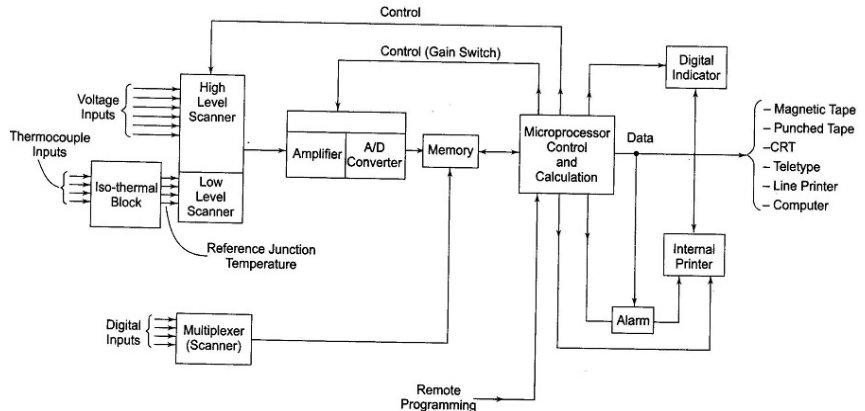 Control
Control (Gain Switch)
Voltage
Inputs
High
Level
Scanner
Thermocouple
Inputs
Iso-thermal
Block
Low
Level
Scanner
Reference Junction
Temperature
Amplifier
A/D
Converter
Memory
Microprocessor
Control
and
Calculation
Digital
Indicator
Data
– Magnetic Tape
– Punched Tape
–CRT
– Teletype
– Line Printer
– Computer
Internal
Printer
Alarm
Digital
Inputs
Multiplexer
(Scanner)
Remote
Programming